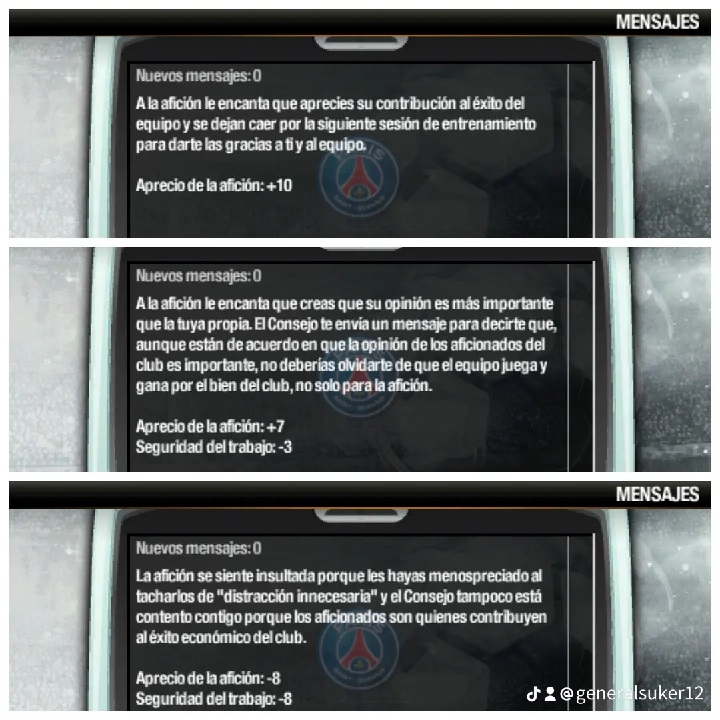 MENSAJES
Nuevos mensajes: 0
A la afición le encanta que aprecies su contribución al éxito del
equipo y se dejan caer por la siguiente sesión de entrenamiento
para darte las gracias a ti y al equipo.
Aprecio de la afición: +10
Nuevos mensajes: 0
A la afición le encanta que creas que su opinión es más importante
que la tuya propia. El Consejo te envía un mensaje para decirte que,
aunque están de acuerdo en que la opinión de los aficionados del
club es importante, no deberías olvidarte de que el equipo juega y
gana por el bien del club, no solo para la afición.
Aprecio de la afición: +7
Seguridad del trabajo: -3
MENSAJES
Nuevos mensajes: 0
La afición se siente insultada porque les hayas menospreciado al
tacharlos de "distracción innecesaria" y el Consejo tampoco está
contento contigo porque los aficionados son quienes contribuyen
al éxito económico del club.
Aprecio de la afición: -8
Seguridad del trabajo: -8
@generalsuker12